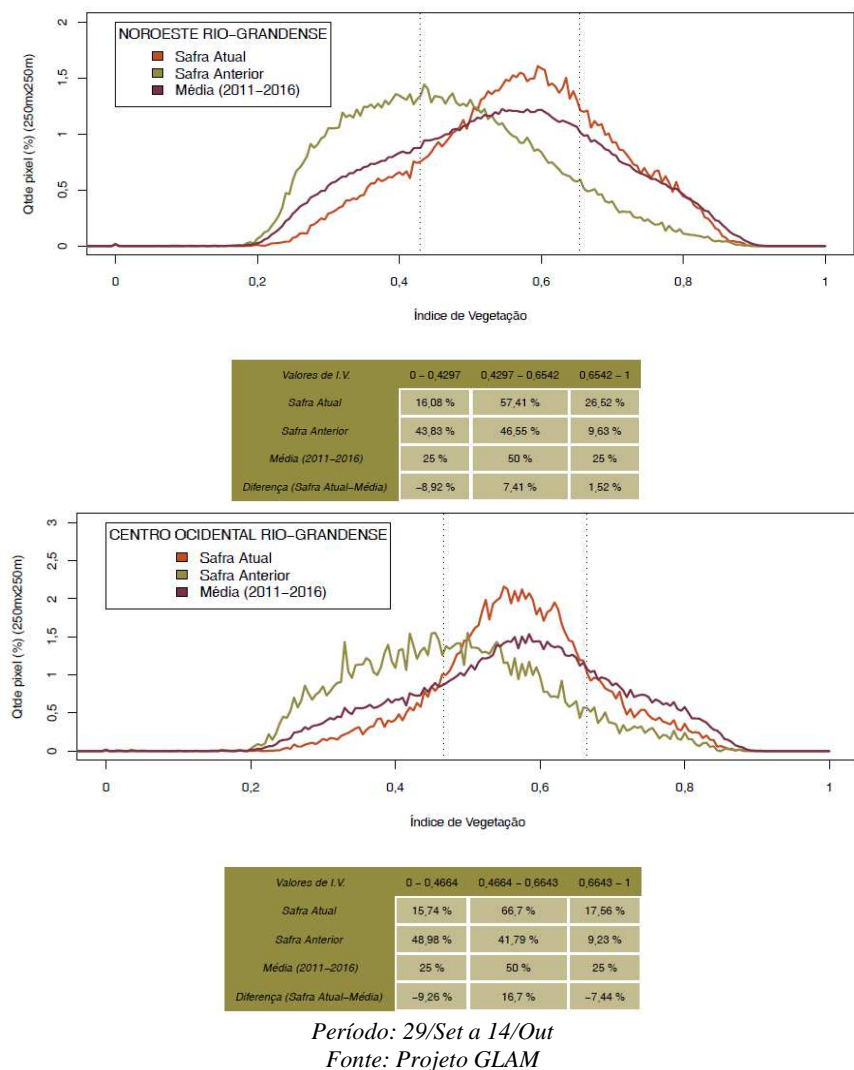 NOROESTE RIO-GRANDENSE
Safra Atual
Safra Anterior
Média (2011−2016)
Qtde pixel (%) (250mx250m)
2
1,5
1
0,5
0
0 0,2 0,4 0,6 0,8 1
Índice de Vegetação
Valores de I.V. 0 − 0,4297 0,4297 − 0,6542 0,6542 − 1
Safra Atual 16,08 % 57,41 % 26,52 %
Safra Anterior 43,83 % 46,55 % 9,63 %
Média (2011−2016) 25 % 50 % 25 %
Diferença (Safra Atual−Média) −8,92 % 7,41 % 1,52 %
CENTRO OCIDENTAL RIO-GRANDENSE
Safra Atual
Safra Anterior
Média (2011−2016)
Qtde pixel (%) (250mx250m)
3
2,5
2
1,5
1
0,5
0
0 0,2 0,4 0,6 0,8 1
Índice de Vegetação
Valores de I.V. 0 − 0,4664 0,4664 − 0,6643 0,6643 − 1
Safra Atual 15,74 % 66,7 % 17,56 %
Safra Anterior 48,98 % 41,79 % 9,23 %
Média (2011−2016) 25 % 50 % 25 %
Diferença (Safra Atual−Média) −9,26 % 16,7 % −7,44 %
Período: 29/Set a 14/Out
Fonte: Projeto GLAM